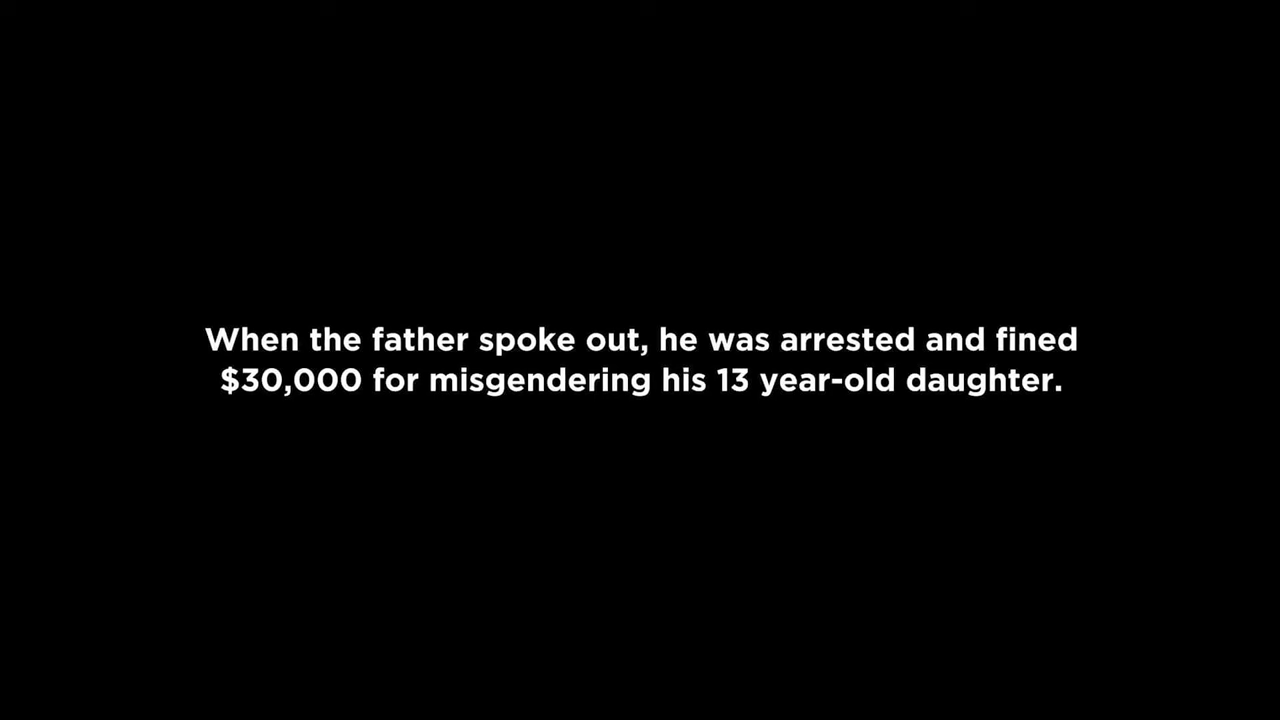 When the father spoke out, he was arrested and fined
$30,000 for misgendering his 13 year-old daughter.